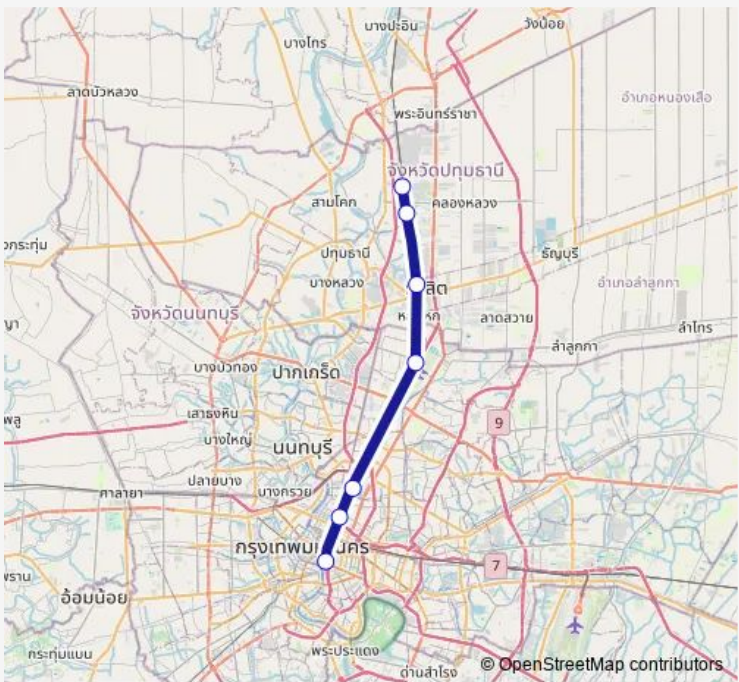 บางปะอิน
วังน้อย
บางไทร
ลาดบัวหลวง
อำเภอหนองเสือ
พระอินทร์ราชา
จังหวัดปทุมธานี
สามโคก
คลองหลวง
ปทุมธานี
ธัญบุรี
บางหลวง
อำเภอลำลูกกา
จังหวัดนนทบุรี
ลาดสวาย
ลำไทร
ลำลูกกา
บางบัวทอง
ปากเกร็ด
เสาธงหิน
9
บางใหญ่
นนทบุรี
ปลายบาง
ศาลายา
บางกรวย
7
อ้อมน้อย
พระประแดง
กระทุ่มแบน
ด่านสำโรง
© OpenStreetMap contributors